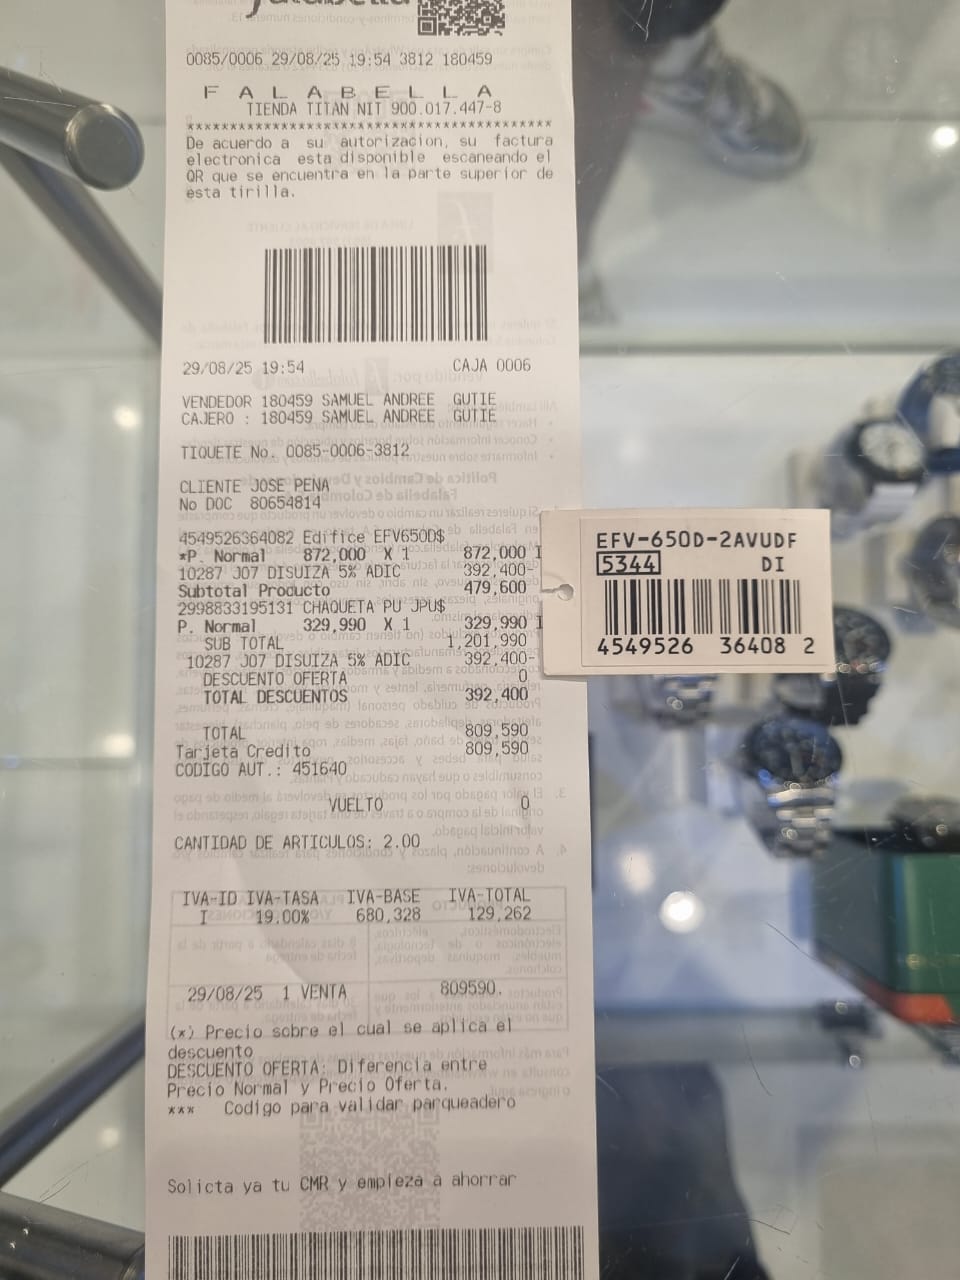 falabella
0085/0006 29/08/25 19:54 3812 180459
F A L A B E L L A
TIENDA TITAN NIT 900.017.447-8
*****************************************
De acuerdo a su autorizacion, su factura
electronica esta disponible escaneando el
QR que se encuentra en la parte superior de
esta tirilla.
29/08/25 19:54 CAJA 0006
VENDEDOR 180459 SAMUEL ANDREE GUTIE
CAJERO : 180459 SAMUEL ANDREE GUTIE
TIQUETE No. 0085-0006-3812
CLIENTE JOSE PENA
No DOC 80654814
4549526364082 Edifice EFV650D$
*P. Normal 872,000 X 1 872,000 I
10287 J07 DISUIZA 5% ADIC 392,400-
Subtotal Producto 479,600
2998833195131 CHAQUETA PU JPU$
P. Normal 329,990 X 1 329,990 I
SUB TOTAL 1,201,990
10287 J07 DISUIZA 5% ADIC 392,400-
DESCUENTO OFERTA 0
TOTAL DESCUENTOS 392,400
TOTAL 809,590
Tarjeta Credito 809,590
CODIGO AUT.: 451640
VUELTO 0
CANTIDAD DE ARTICULOS: 2.00
IVA-ID IVA-TASA IVA-BASE IVA-TOTAL
I 19.00% 680,328 129,262
29/08/25 1 VENTA 809590.
(*) Precio sobre el cual se aplica el
descuento
DESCUENTO OFERTA: Diferencia entre
Precio Normal y Precio Oferta.
*** Codigo para validar parqueadero
Solicta ya tu CMR y empieza a ahorrar
EFV-650D-2AVUDF
5344 DI
4549526 36408 2